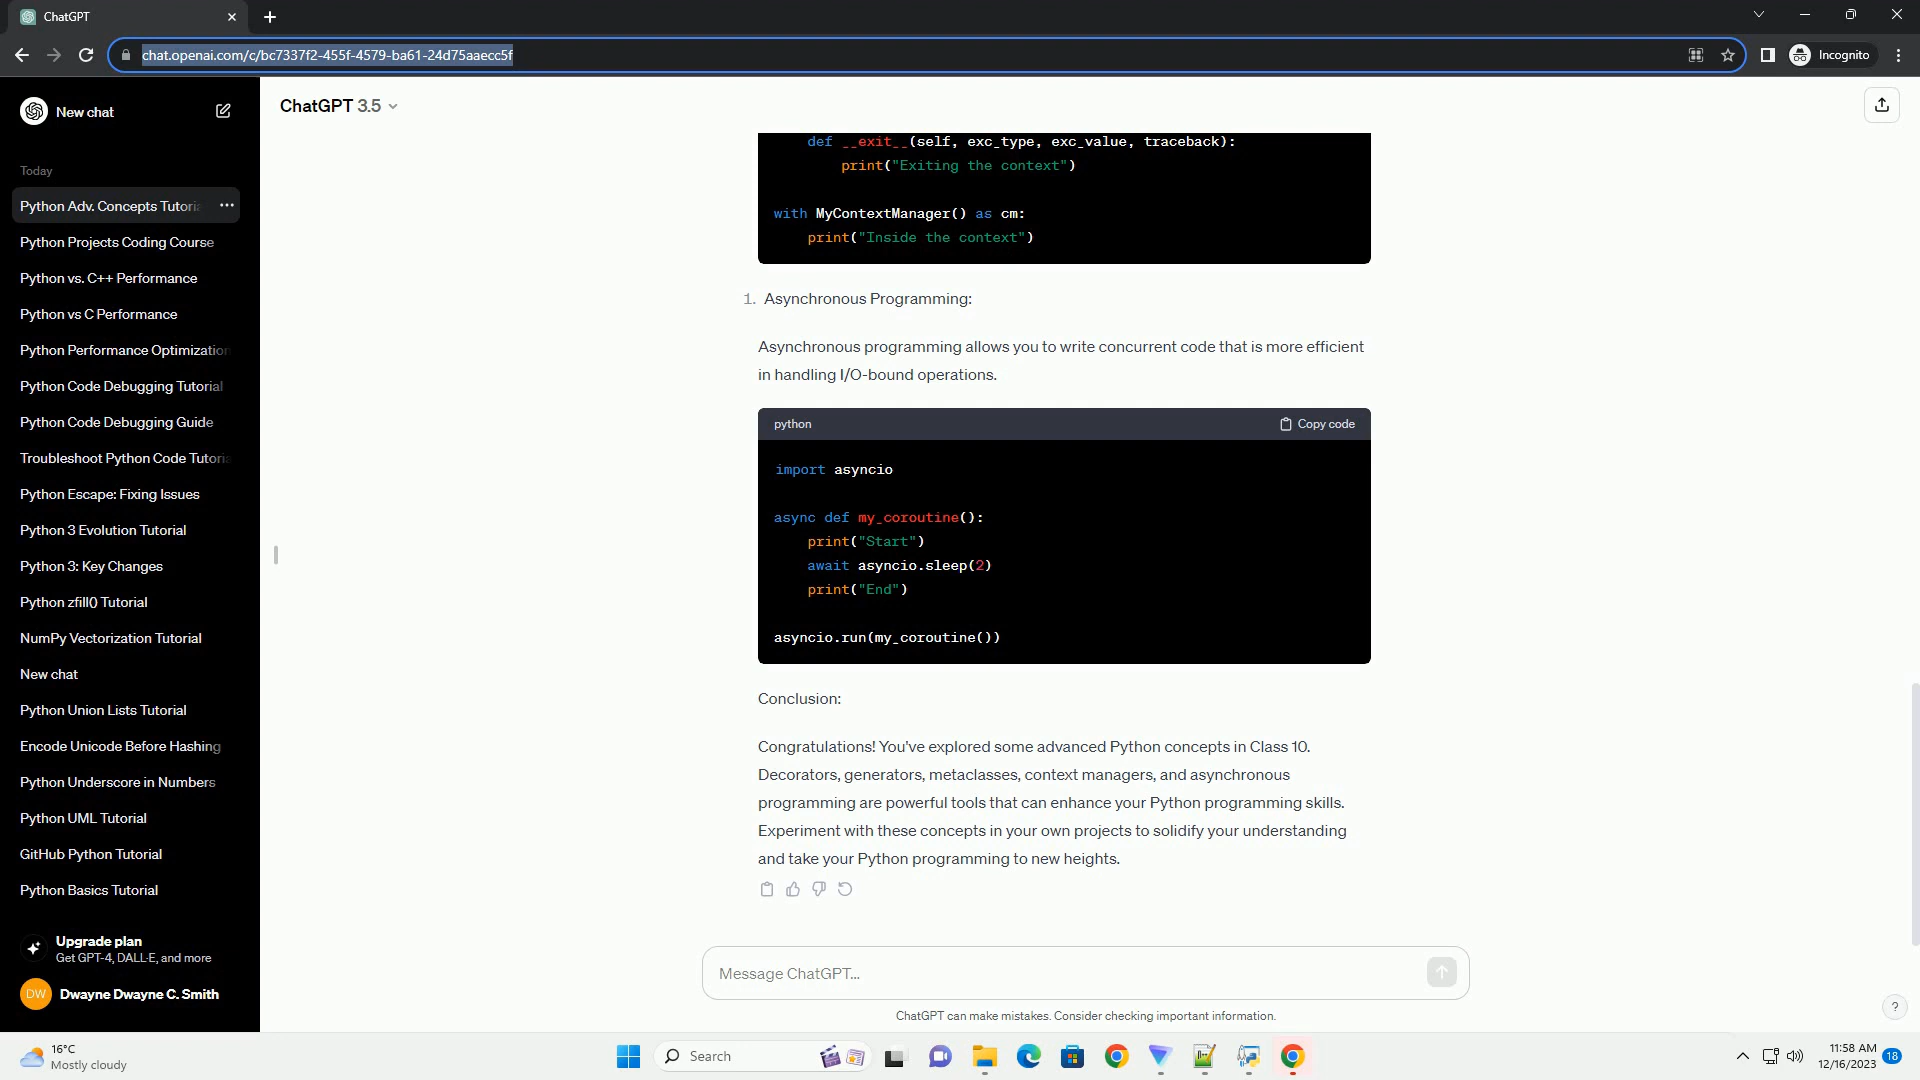 ChatGPT
chat.openai.com/c/bc7337f2-455f-4579-ba61-24d75aaecc5f
Incognito
New chat
Today
Python Adv. Concepts Tutoria
Python Projects Coding Course
Python vs. C++ Performance
Python vs C Performance
Python Performance Optimization
Python Code Debugging Tutorial
Python Code Debugging Guide
Troubleshoot Python Code Tutoria
Python Escape: Fixing Issues
Python 3 Evolution Tutorial
Python 3: Key Changes
Python zfill() Tutorial
NumPy Vectorization Tutorial
New chat
Python Union Lists Tutorial
Encode Unicode Before Hashing
Python Underscore in Numbers
Python UML Tutorial
GitHub Python Tutorial
Python Basics Tutorial
Upgrade plan
Get GPT-4, DALL·E, and more
DW
Dwayne Dwayne C. Smith
ChatGPT 3.5
def __exit__(self, exc_type, exc_value, traceback):
print("Exiting the context")
with MyContextManager() as cm:
print("Inside the context")
1. Asynchronous Programming:
Asynchronous programming allows you to write concurrent code that is more efficient
in handling I/O-bound operations.
python
Copy code
import asyncio
async def my_coroutine():
print("Start")
await asyncio.sleep(2)
print("End")
asyncio.run(my_coroutine())
Conclusion:
Congratulations! You've explored some advanced Python concepts in Class 10.
Decorators, generators, metaclasses, context managers, and asynchronous
programming are powerful tools that can enhance your Python programming skills.
Experiment with these concepts in your own projects to solidify your understanding
and take your Python programming to new heights.
Message ChatGPT...
ChatGPT can make mistakes. Consider checking important information.
?
16°C
Mostly cloudy
Search
11:58 AM
12/16/2023
18